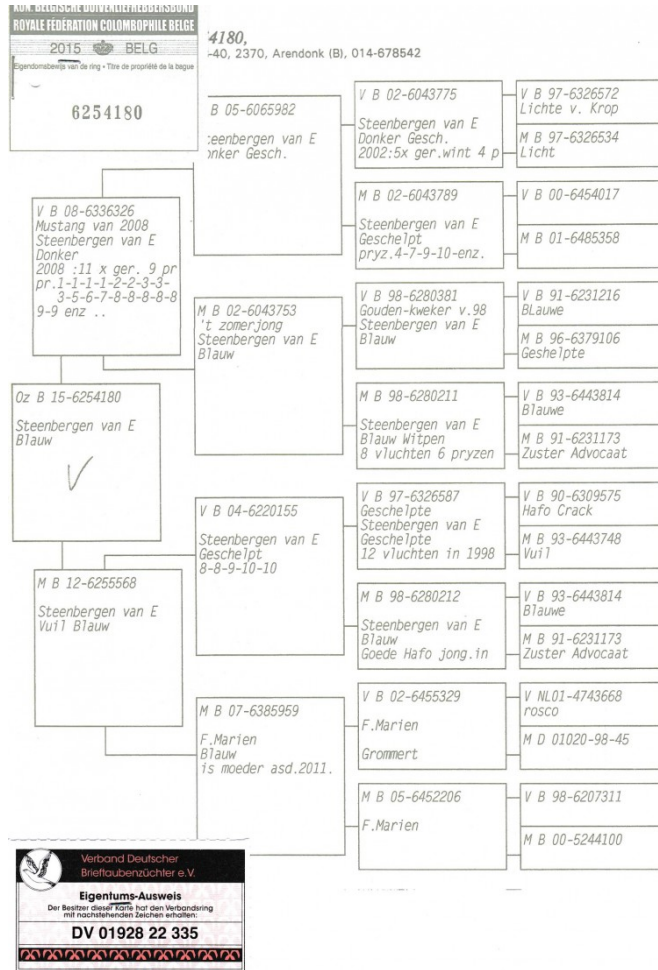 KON. BELGISCHE DUIVENLIEFHEBBERSBOND
ROYALE FÉDÉRATION COLOMBOPHILE BELGE
2015 BELG
Eigendomsbewijs van de ring • Titre de propriété de la bague
6254180
4180,
-40, 2370, Arendonk (B), 014-678542
B 05-6065982
teenbergen van E
onker Gesch.
V B 02-6043775
Steenbergen van E
Donker Gesch.
2002:5x ger.wint 4 p
V B 97-6326572
Lichte v. Krop
M B 97-6326534
Licht
M B 02-6043789
Steenbergen van E
Geschelpt
pryz.4-7-9-10-enz.
V B 00-6454017
M B 01-6485358
V B 08-6336326
Mustang van 2008
Steenbergen van E
Donker
2008 :11 x ger. 9 pr
pr.1-1-1-1-2-2-3-3-
3-5-6-7-8-8-8-8-8
9-9 enz ..
M B 02-6043753
't zomerjong
Steenbergen van E
Blauw
V B 98-6280381
Gouden-kweker v.98
Steenbergen van E
Blauw
V B 91-6231216
BLauwe
M B 96-6379106
Geshelpte
M B 98-6280211
Steenbergen van E
Blauw Witpen
8 vluchten 6 pryzen
V B 93-6443814
Blauwe
M B 91-6231173
Zuster Advocaat
Oz B 15-6254180
Steenbergen van E
Blauw
V B 04-6220155
Steenbergen van E
Geschelpt
8-8-9-10-10
V B 97-6326587
Geschelpte
Steenbergen van E
Geschelpte
12 vluchten in 1998
V B 90-6309575
Hafo Crack
M B 93-6443748
Vuil
M B 98-6280212
Steenbergen van E
Blauw
Goede Hafo jong.in
V B 93-6443814
Blauwe
M B 91-6231173
Zuster Advocaat
M B 12-6255568
Steenbergen van E
Vuil Blauw
M B 07-6385959
F.Marien
Blauw
is moeder asd.2011.
V B 02-6455329
F.Marien
Grommert
V NL01-4743668
rosco
M D 01020-98-45
M B 05-6452206
F.Marien
V B 98-6207311
M B 00-5244100
Verband Deutscher
Brieftaubenzüchter e.V.
Eigentums-Ausweis
Der Besitzer dieser Karte hat den Verbandsring
mit nachstehenden Zeichen erhalten:
DV 01928 22 335